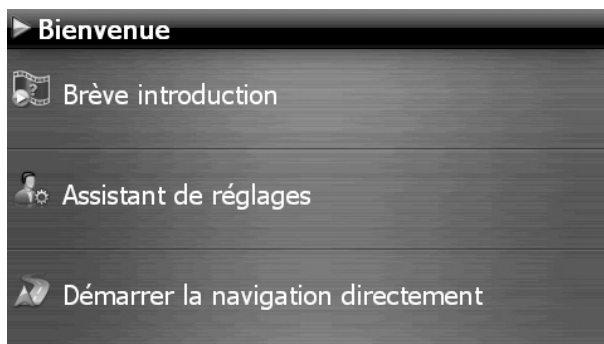 Bienvenue
Brève introduction
Assistant de réglages
Démarrer la navigation directement